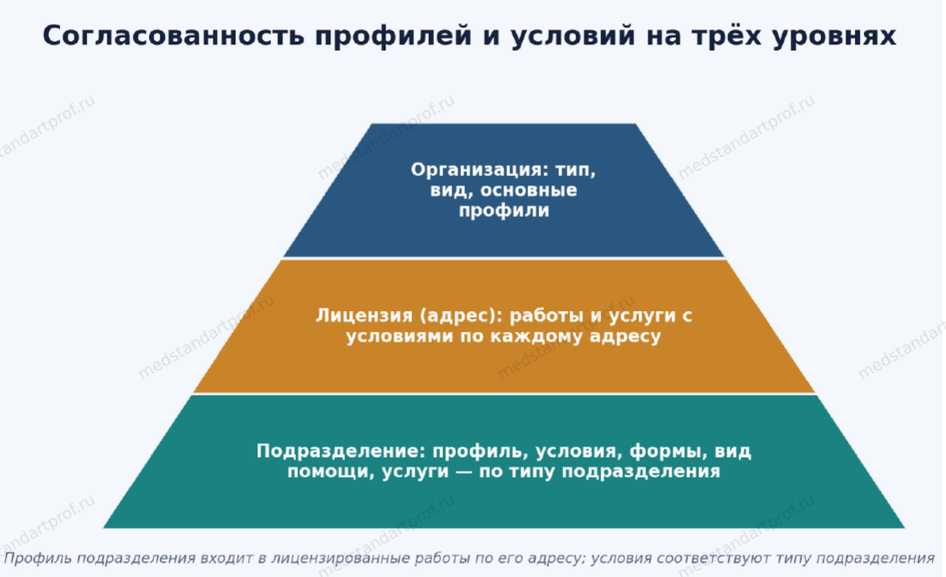 Согласованность профилей и условий на трёх уровнях
Организация: тип,
вид, основные
профили
Лицензия (адрес): работы и услуги с
условиями по каждому адресу
Подразделение: профиль, условия, формы, вид
помощи, услуги — по типу подразделения
Профиль подразделения входит в лицензированные работы по его адресу; условия соответствуют типу подразделения
medstandartprof.ru